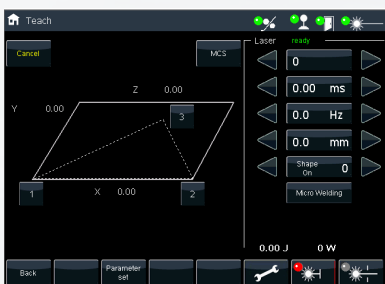 Teach
Laser ready
Cancel
MCS
0
Z 0.00
0.00 ms
Y 0.00
3
0.0 Hz
0.0 mm
Shape On 0
1
X 0.00
2
Micro Welding
0.00 J 0 W
Back
Parameter set